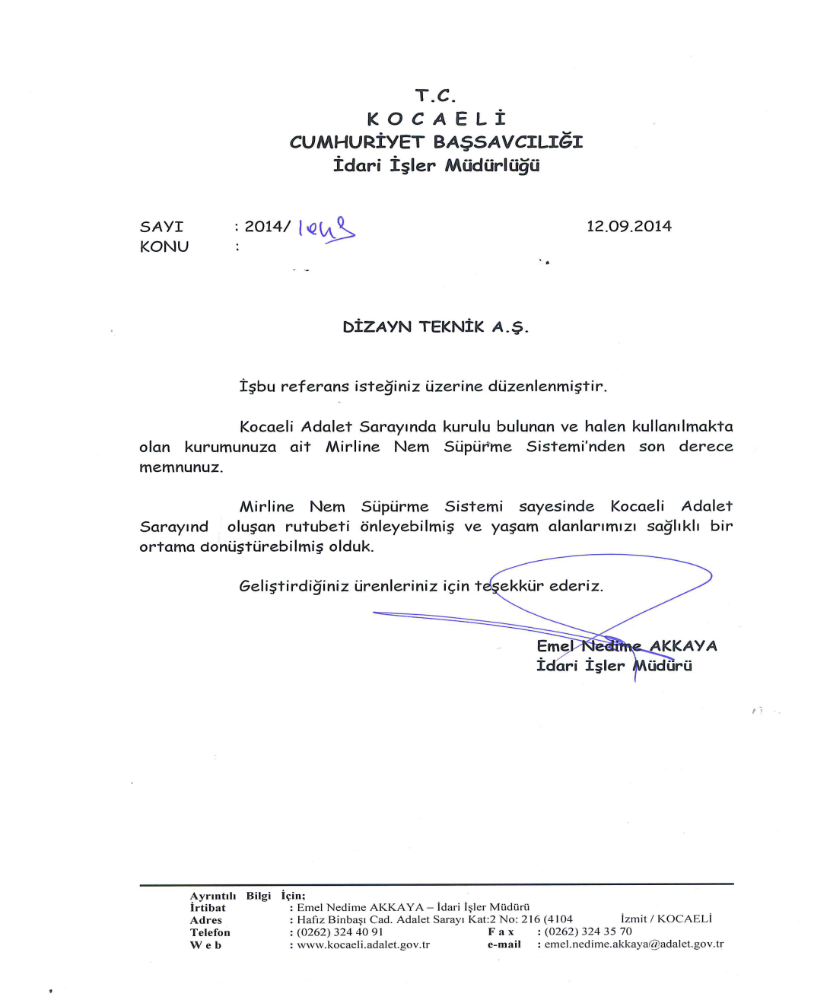 T.C.
K O C A E L İ
CUMHURİYET BAŞSAVCILIĞI
İdari İşler Müdürlüğü
SAYI : 2014/ 12.09.2014
KONU :
DİZAYN TEKNİK A.Ş.
İşbu referans isteğiniz üzerine düzenlenmiştir.
Kocaeli Adalet Sarayında kurulu bulunan ve halen kullanılmakta
olan kurumunuza ait Mirline Nem Süpürme Sistemi'nden son derece
memnunuz.
Mirline Nem Süpürme Sistemi sayesinde Kocaeli Adalet
Sarayınd oluşan rutubeti önleyebilmiş ve yaşam alanlarımızı sağlıklı bir
ortama dönüştürebilmiş olduk.
Geliştirdiğiniz ürenleriniz için teşekkür ederiz.
Emel Nedime AKKAYA
İdari İşler Müdürü
Ayrıntılı Bilgi İçin;
İrtibat : Emel Nedime AKKAYA – İdari İşler Müdürü
Adres : Hafız Binbaşı Cad. Adalet Sarayı Kat:2 No: 216 (4104 İzmit / KOCAELİ
Telefon : (0262) 324 40 91 F a x : (0262) 324 35 70
W e b : www.kocaeli.adalet.gov.tr e-mail : emel.nedime.akkaya@adalet.gov.tr